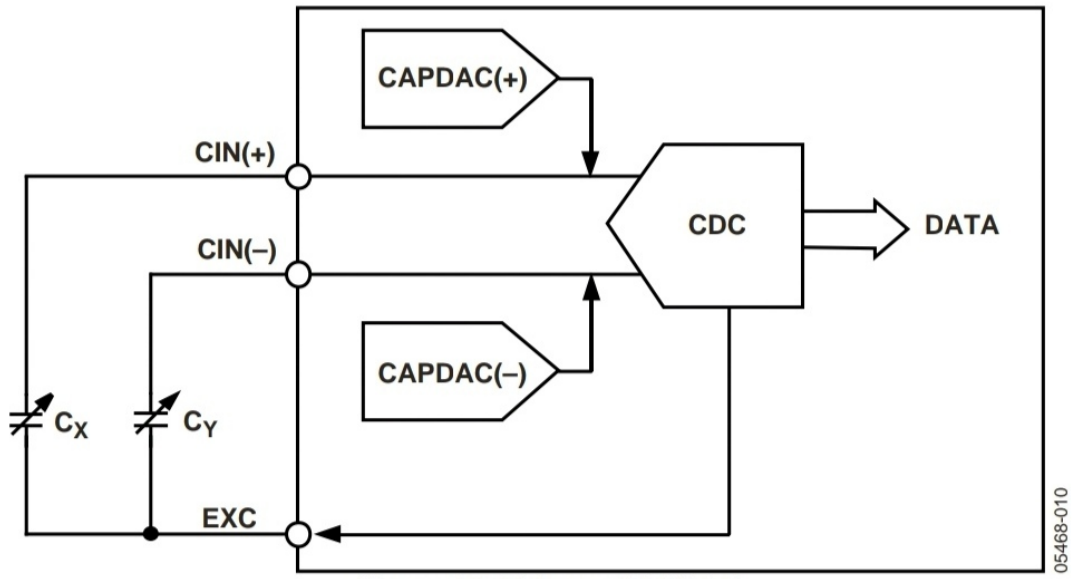 CAPDAC(+)
CIN(+)
CDC
DATA
CIN(–)
CAPDAC(–)
CX
CY
EXC
05468-010